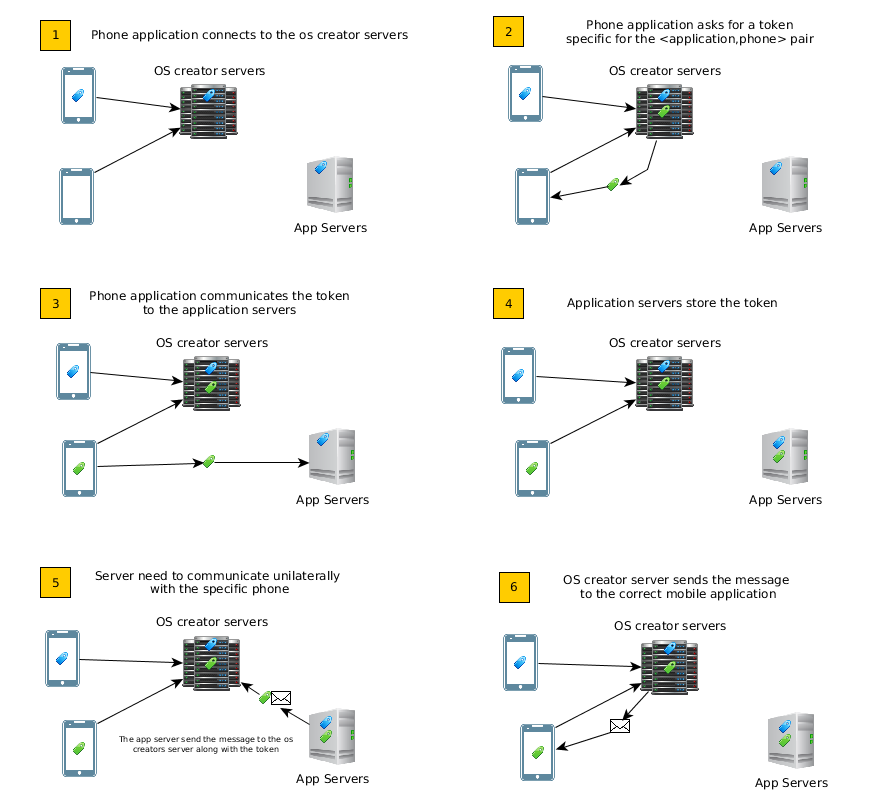 1
Phone application connects to the os creator servers
OS creator servers
App Servers
2
Phone application asks for a token
specific for the <application,phone> pair
OS creator servers
App Servers
3
Phone application communicates the token
to the application servers
OS creator servers
App Servers
4
Application servers store the token
OS creator servers
App Servers
5
Server need to communicate unilaterally
with the specific phone
OS creator servers
The app server send the message to the os
creators server along with the token
App Servers
6
OS creator server sends the message
to the correct mobile application
OS creator servers
App Servers